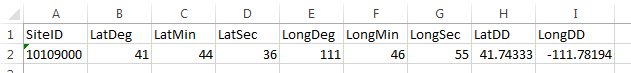 A B C D E F G H I
1 SiteID LatDeg LatMin LatSec LongDeg LongMin LongSec LatDD LongDD
2 10109000 41 44 36 111 46 55 41.74333 -111.78194